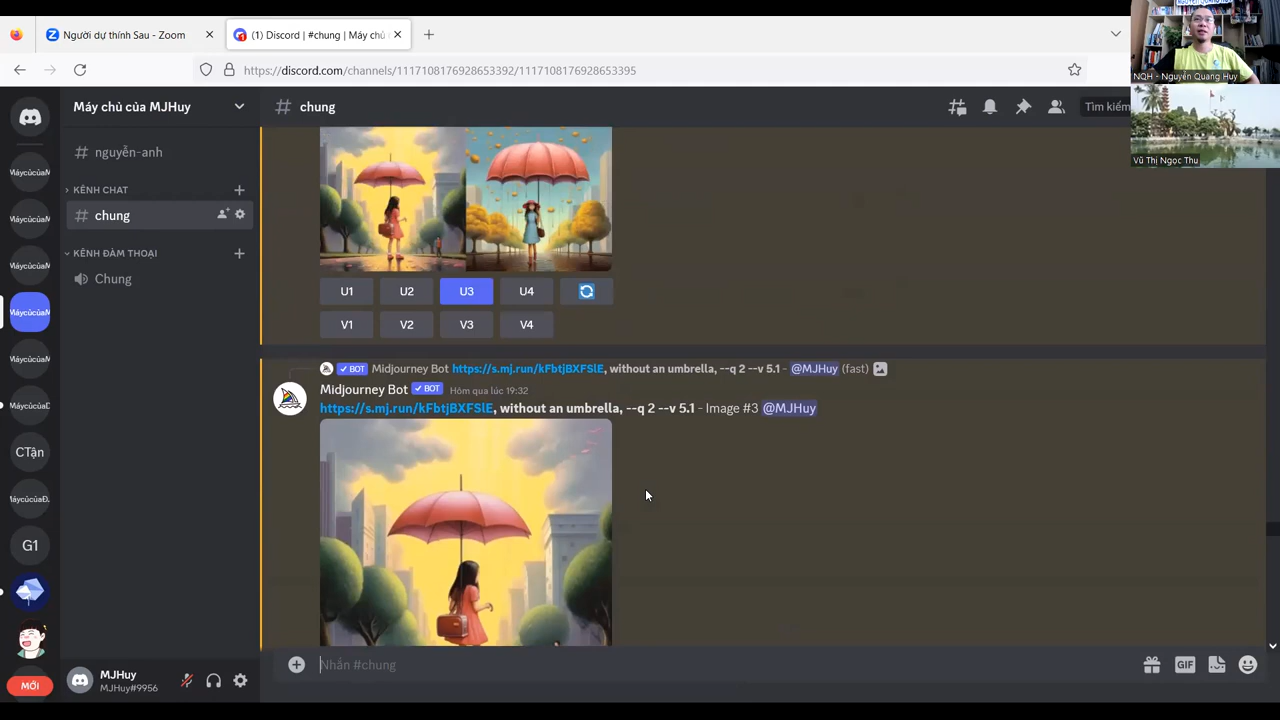 Người dự thính Sau - Zoom
(1) Discord | #chung | Máy chủ
https://discord.com/channels/1117108176928653392/1117108176928653395
NQH - Nguyễn Quang Huy
Vũ Thị Ngọc Thu
Máy chủ của MJHuy
# chung
Tìm kiếm
nguyễn-anh
KÊNH CHAT
chung
KÊNH ĐÀM THOẠI
Chung
CTận
G1
MỚI
U1 U2 U3 U4
V1 V2 V3 V4
BOT Midjourney Bot https://s.mj.run/kFbtjBXFSlE, without an umbrella, --q 2 --v 5.1 - @MJHuy (fast)
Midjourney Bot BOT Hôm qua lúc 19:32
https://s.mj.run/kFbtjBXFSlE, without an umbrella, --q 2 --v 5.1 - Image #3 @MJHuy
Nhắn #chung
GIF
MJHuy
MJHuy#9956